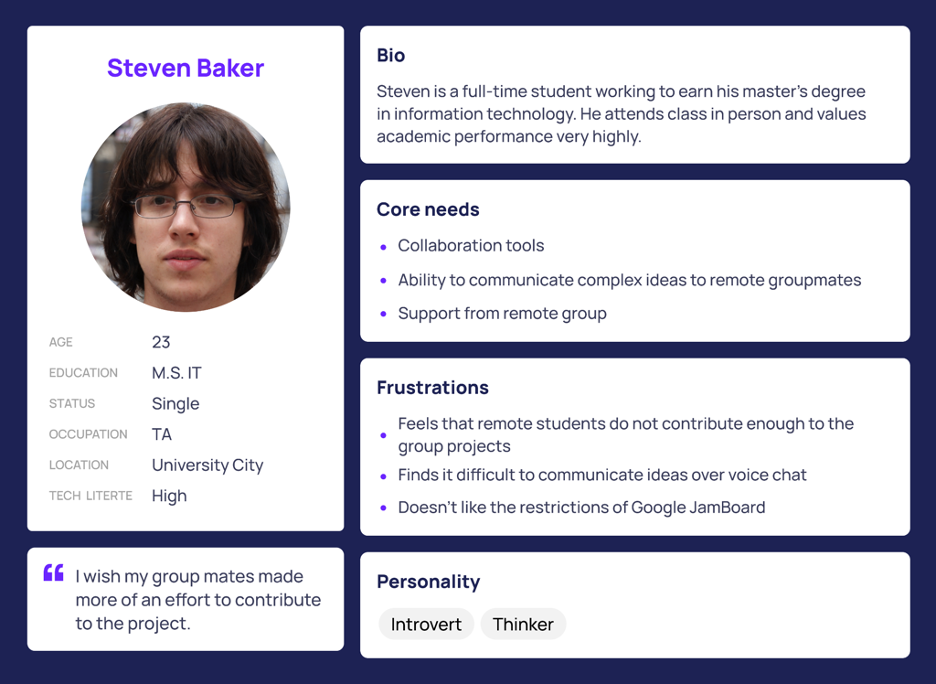 Steven Baker
AGE 23
EDUCATION M.S. IT
STATUS Single
OCCUPATION TA
LOCATION University City
TECH LITERTE High
“ I wish my group mates made
more of an effort to contribute
to the project.
Bio
Steven is a full-time student working to earn his master's degree
in information technology. He attends class in person and values
academic performance very highly.
Core needs
• Collaboration tools
• Ability to communicate complex ideas to remote groupmates
• Support from remote group
Frustrations
• Feels that remote students do not contribute enough to the
group projects
• Finds it difficult to communicate ideas over voice chat
• Doesn't like the restrictions of Google JamBoard
Personality
Introvert Thinker